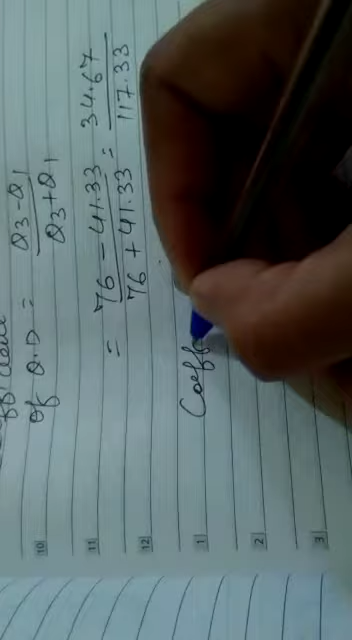 of Q.D = Q3-Q1 / Q3+Q1
= 76 - 41.33 / 76 + 41.33 = 34.67 / 117.33
Coeff
10
11
12
1
2
3